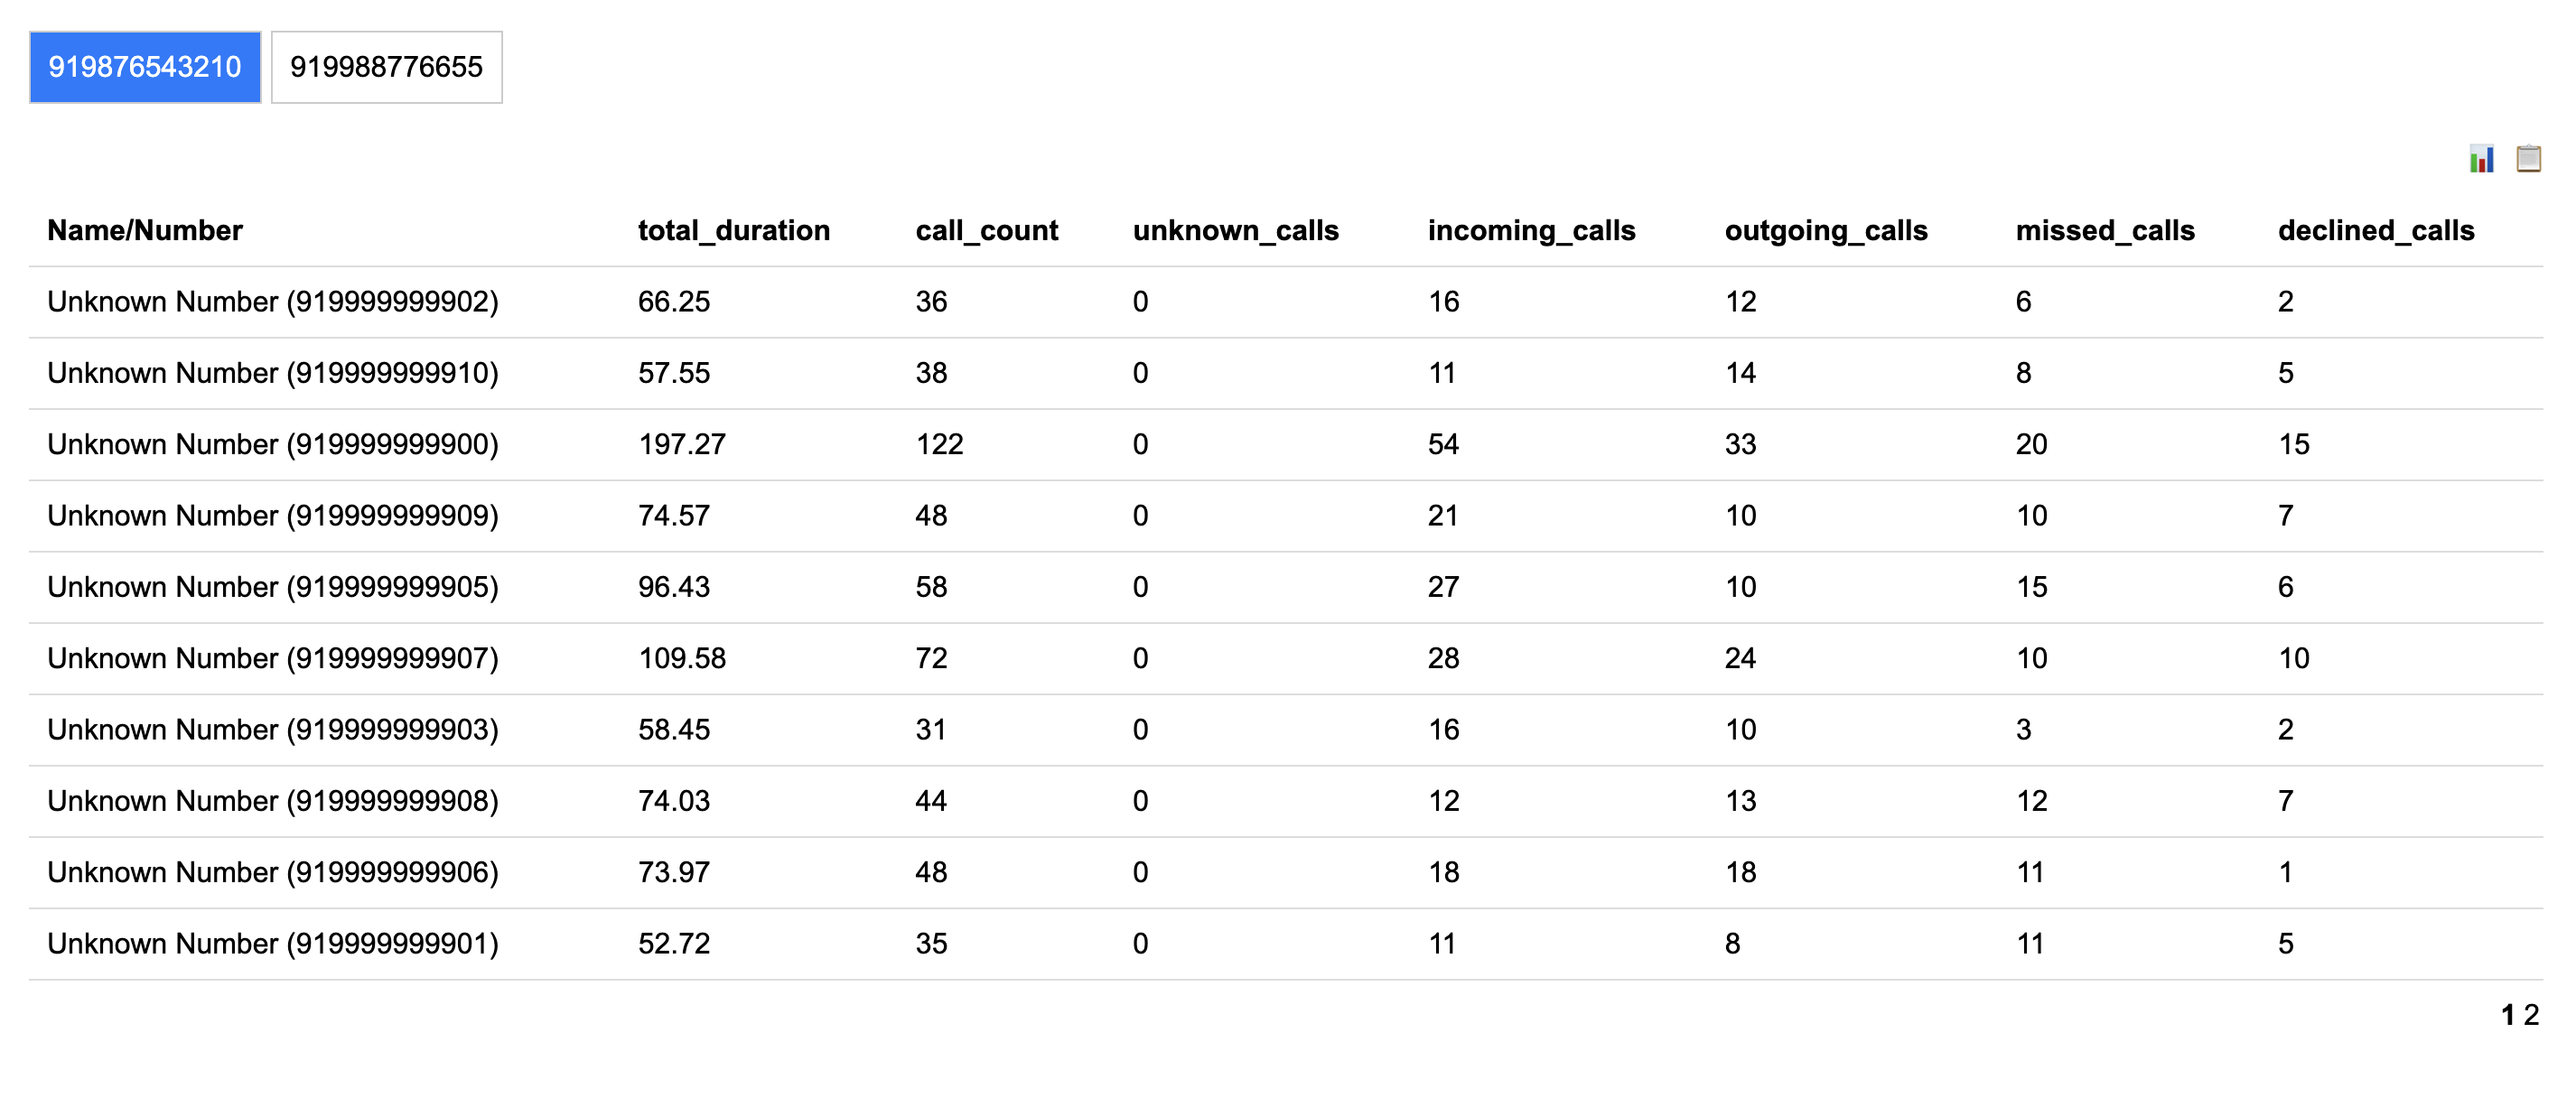 919876543210 919988776655
Name/Number total_duration call_count unknown_calls incoming_calls outgoing_calls missed_calls declined_calls
Unknown Number (919999999902) 66.25 36 0 16 12 6 2
Unknown Number (919999999910) 57.55 38 0 11 14 8 5
Unknown Number (919999999900) 197.27 122 0 54 33 20 15
Unknown Number (919999999909) 74.57 48 0 21 10 10 7
Unknown Number (919999999905) 96.43 58 0 27 10 15 6
Unknown Number (919999999907) 109.58 72 0 28 24 10 10
Unknown Number (919999999903) 58.45 31 0 16 10 3 2
Unknown Number (919999999908) 74.03 44 0 12 13 12 7
Unknown Number (919999999906) 73.97 48 0 18 18 11 1
Unknown Number (919999999901) 52.72 35 0 11 8 11 5
1 2